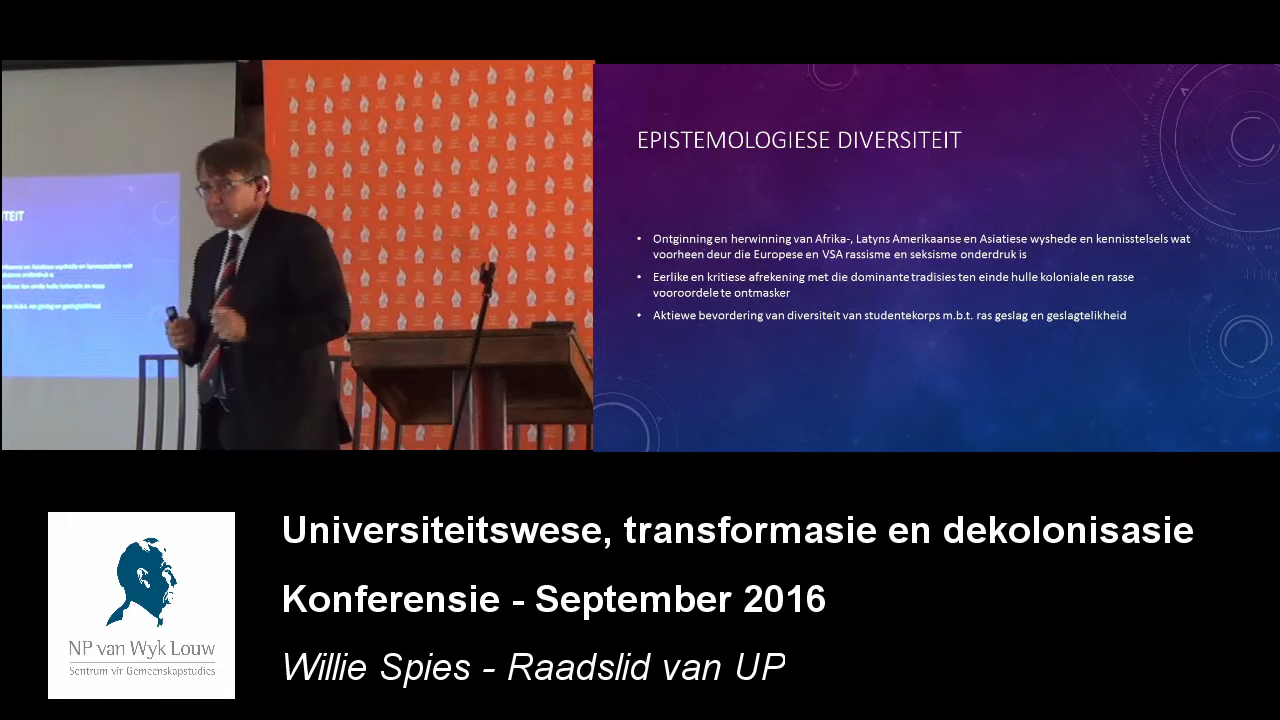 EPISTEMOLOGIESE DIVERSITEIT
• Ontginning en herwinning van Afrika-, Latyns Amerikaanse en Asiatiese wyshede en kennisstelsels wat
voorheen deur die Europese en VSA rassisme en seksisme onderdruk is
• Eerlike en kritiese afrekening met die dominante tradisies ten einde hulle koloniale en rasse
vooroordele te ontmasker
• Aktiewe bevordering van diversiteit van studentekorps m.b.t. ras geslag en geslagtelikheid
TEIT
Universiteitswese, transformasie en dekolonisasie
Konferensie - September 2016
Willie Spies - Raadslid van UP
NP van Wyk Louw
Sentrum vir Gemeenskapstudies